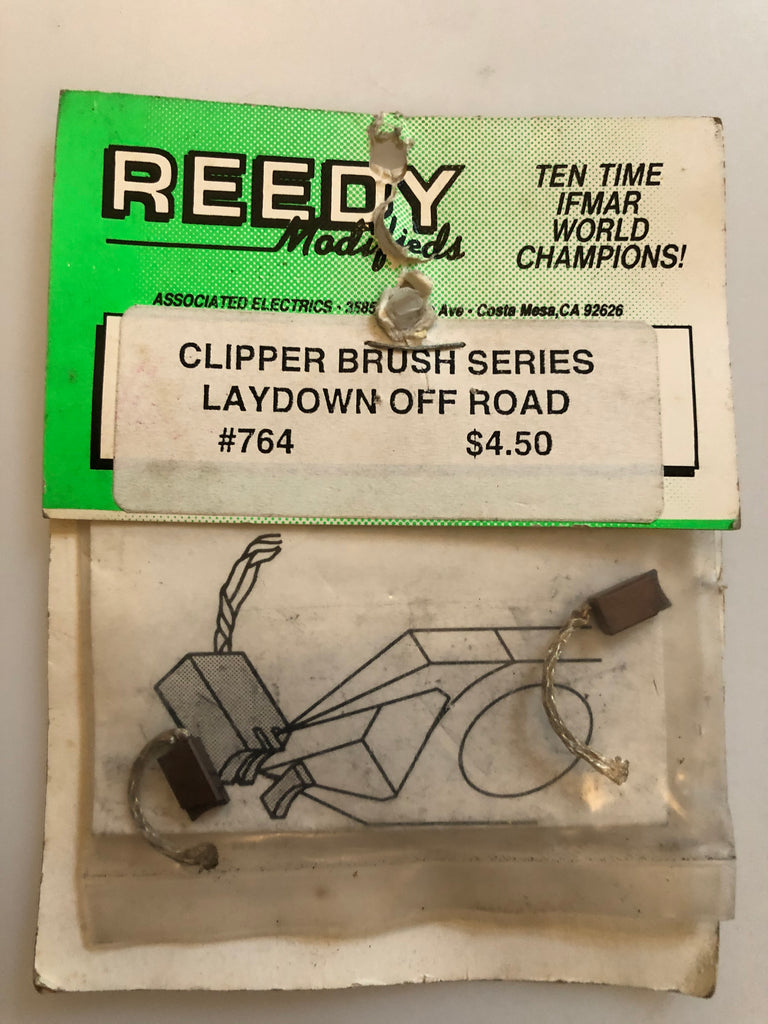 REEDY
Modifieds
TEN TIME
IFMAR
WORLD
CHAMPIONS!
ASSOCIATED ELECTRICS • 3585 Ave • Costa Mesa, CA 92626
CLIPPER BRUSH SERIES
LAYDOWN OFF ROAD
#764 $4.50